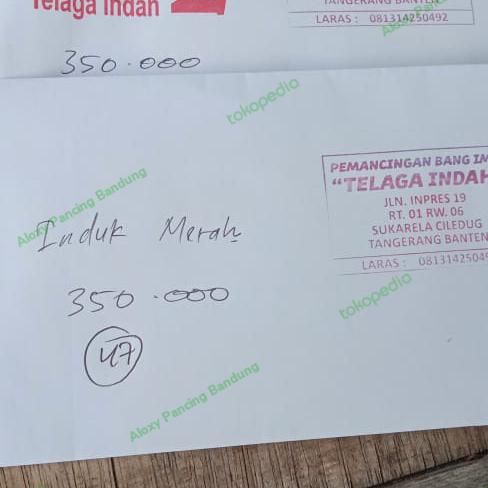 Telaga Indah
TANGERANG BANTEN
LARAS : 081314250492
350.000
tokopedia
PEMANCINGAN BANG IM
"TELAGA INDAH
JLN. INPRES 19
RT. 01 RW. 06
SUKARELA CILEDUG
TANGERANG BANTEN
LARAS : 08131425049
Aloxy Pancing Bandung
Induk Merah
350.000
47
tokopedia
Aloxy Pancing Bandung